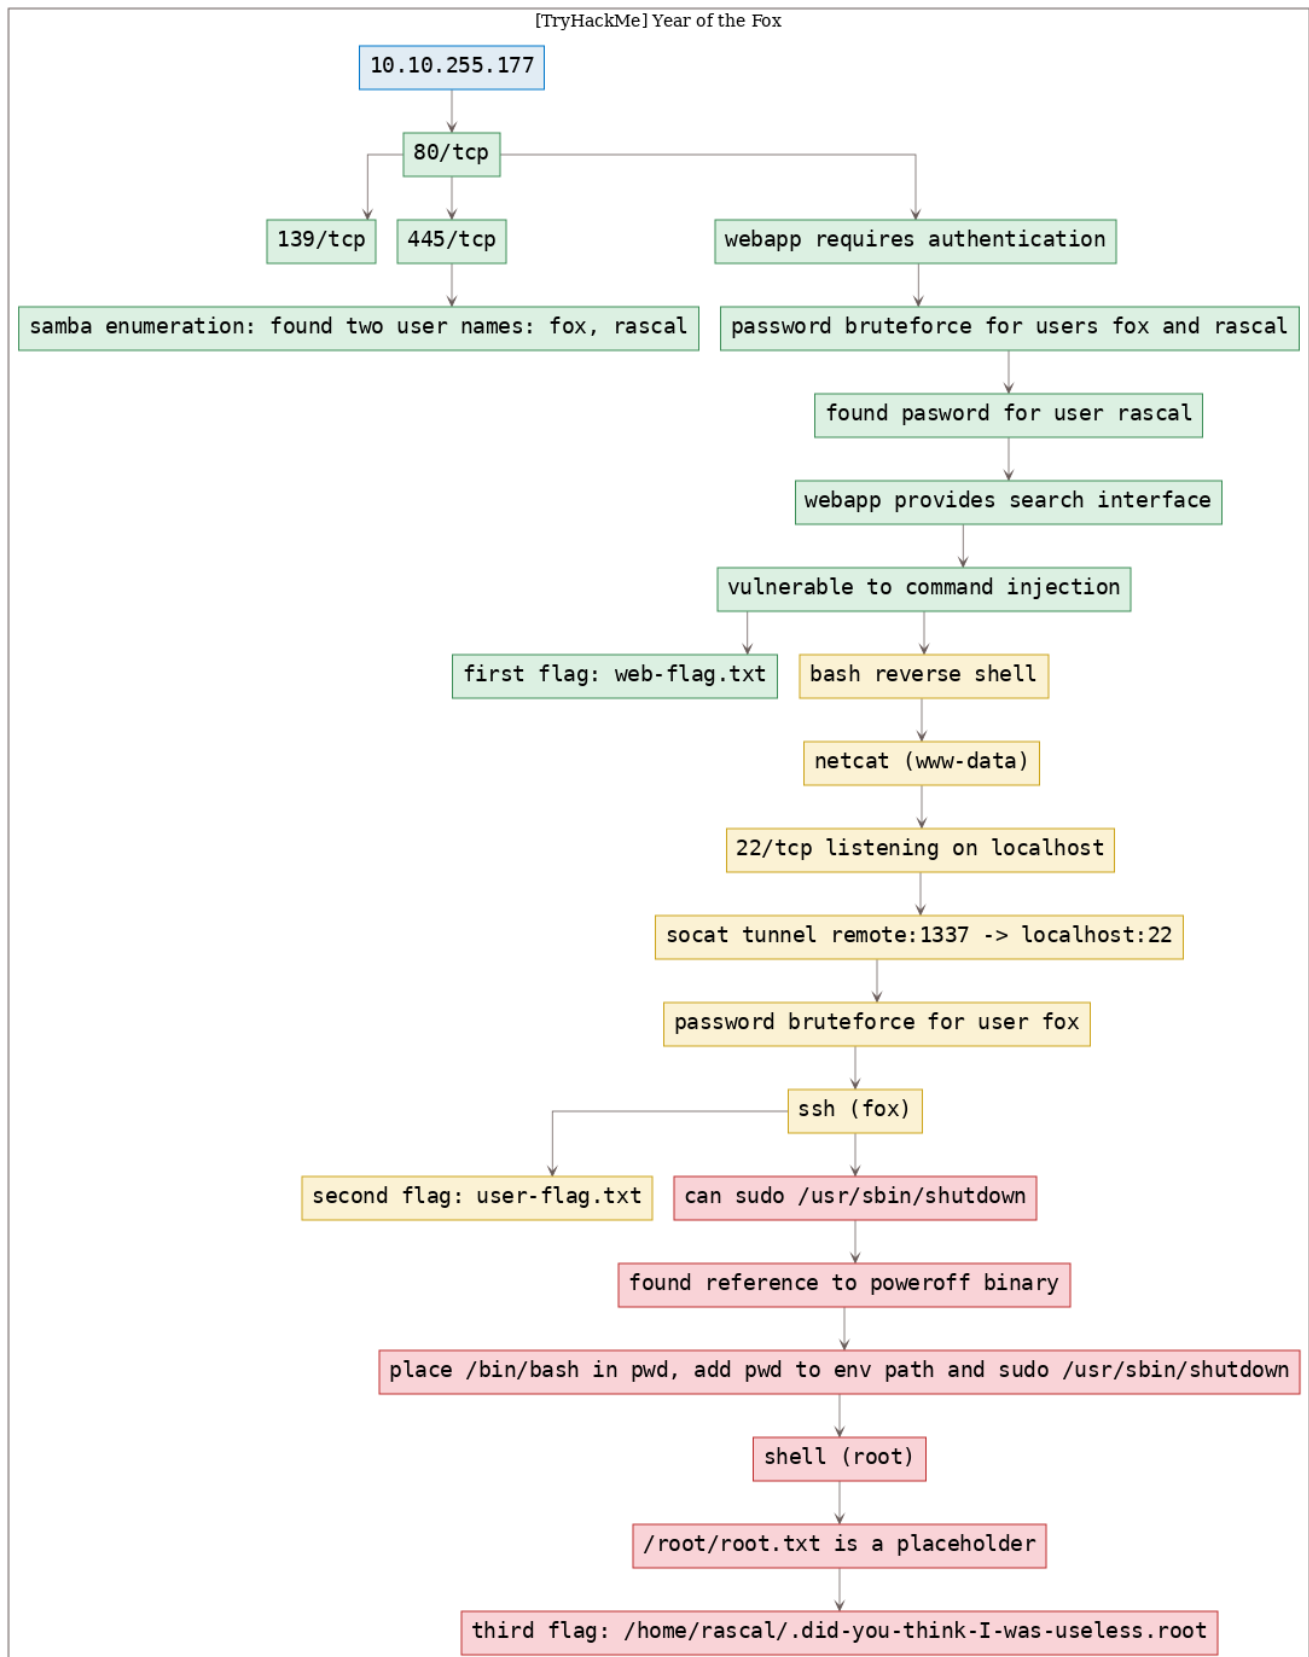 [TryHackMe] Year of the Fox
10.10.255.177
80/tcp
139/tcp
445/tcp
webapp requires authentication
samba enumeration: found two user names: fox, rascal
password bruteforce for users fox and rascal
found pasword for user rascal
webapp provides search interface
vulnerable to command injection
first flag: web-flag.txt
bash reverse shell
netcat (www-data)
22/tcp listening on localhost
socat tunnel remote:1337 -> localhost:22
password bruteforce for user fox
ssh (fox)
second flag: user-flag.txt
can sudo /usr/sbin/shutdown
found reference to poweroff binary
place /bin/bash in pwd, add pwd to env path and sudo /usr/sbin/shutdown
shell (root)
/root/root.txt is a placeholder
third flag: /home/rascal/.did-you-think-I-was-useless.root